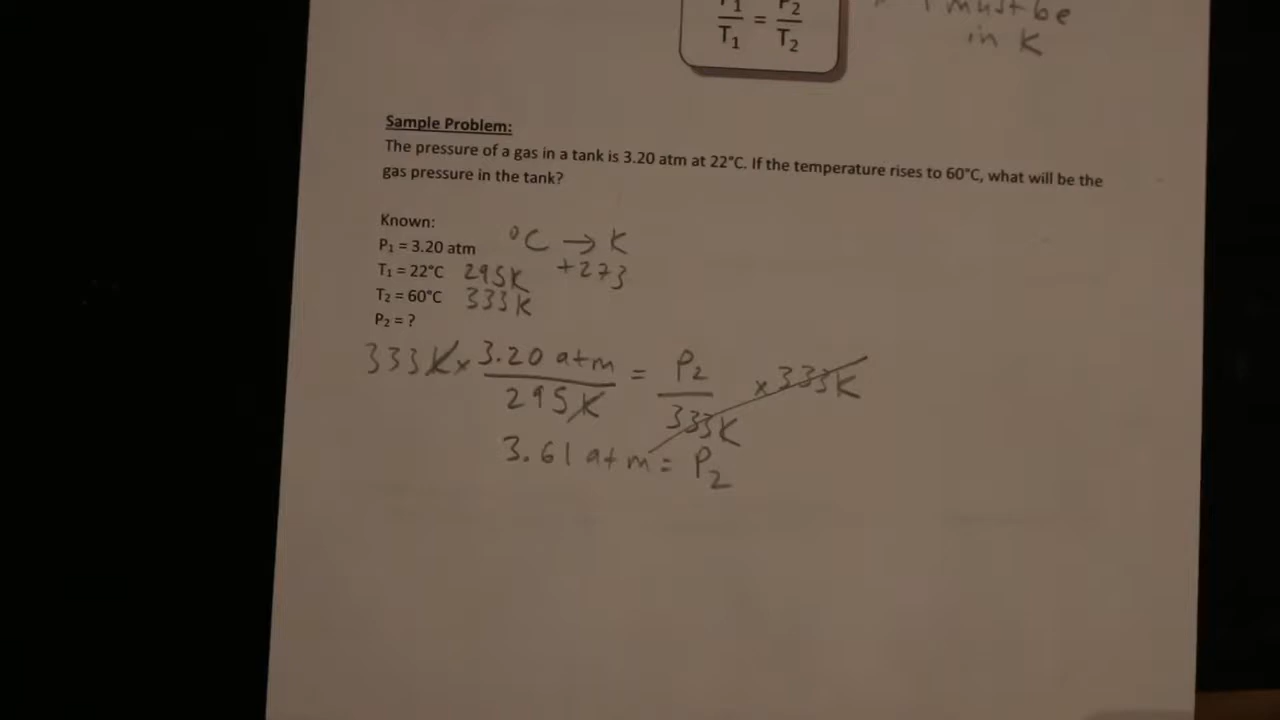 P1 = P2
T1 T2
T must be
in K
Sample Problem:
The pressure of a gas in a tank is 3.20 atm at 22°C. If the temperature rises to 60°C, what will be the
gas pressure in the tank?
Known:
P₁ = 3.20 atm °C → K
T₁ = 22°C 295K +273
T₂ = 60°C 333K
P₂ = ?
333K × 3.20 atm = P₂ × 333K
295K 333K
3.61 atm = P₂